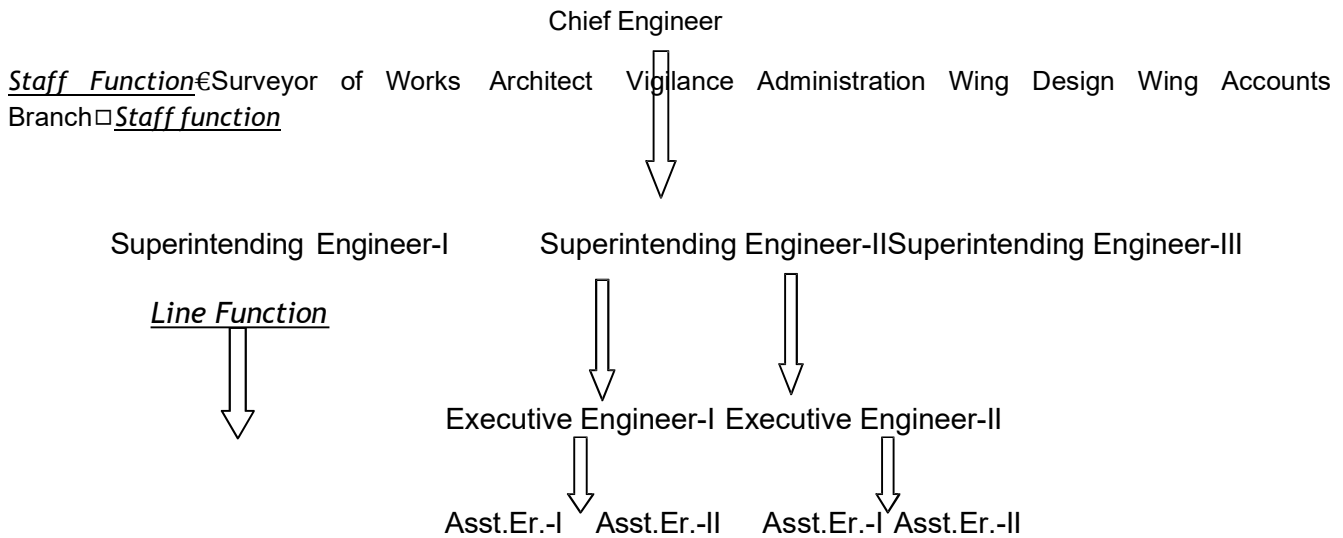 Chief Engineer
Staff Function€Surveyor of Works Architect Vigilance Administration Wing Design Wing Accounts
Branch□Staff function
Superintending Engineer-I Superintending Engineer-IISuperintending Engineer-III
Line Function
Executive Engineer-I Executive Engineer-II
Asst.Er.-I Asst.Er.-II Asst.Er.-I Asst.Er.-II